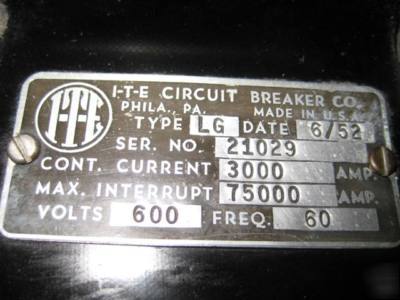 I-T-E
I-T-E CIRCUIT BREAKER CO.
PHILA., PA. MADE IN U.S.A.
TYPE LG DATE 6/52
SER. NO. 21029
CONT. CURRENT 3000 AMP.
MAX. INTERRUPT 75000 AMP.
VOLTS 600 FREQ. 60